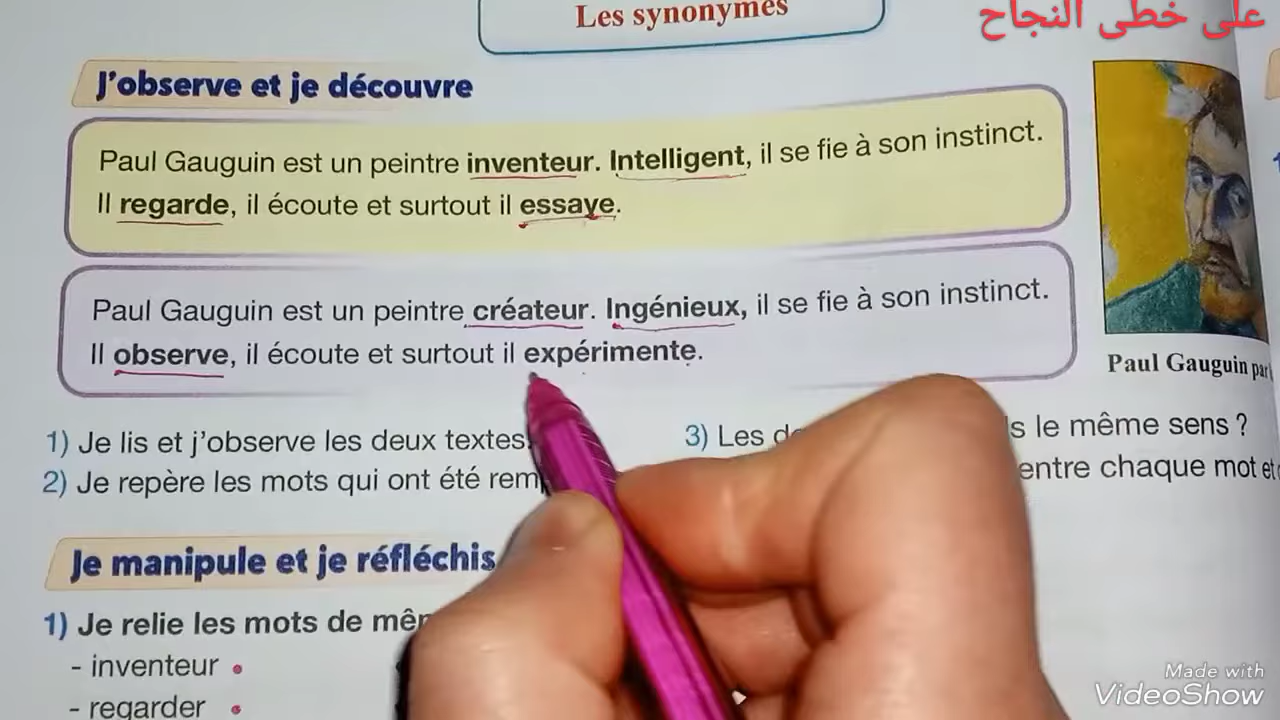 Les synonymes
على خطى النجاح
J'observe et je découvre
Paul Gauguin est un peintre inventeur. Intelligent, il se fie à son instinct.
Il regarde, il écoute et surtout il essaye.
Paul Gauguin est un peintre créateur. Ingénieux, il se fie à son instinct.
Il observe, il écoute et surtout il expérimente.
Paul Gauguin par
1) Je lis et j'observe les deux textes.
2) Je repère les mots qui ont été
3) Les le même sens ?
entre chaque mot et
Je manipule et je réfléchis
1) Je relie les mots de
- inventeur
- regarder
Made with
VideoShow